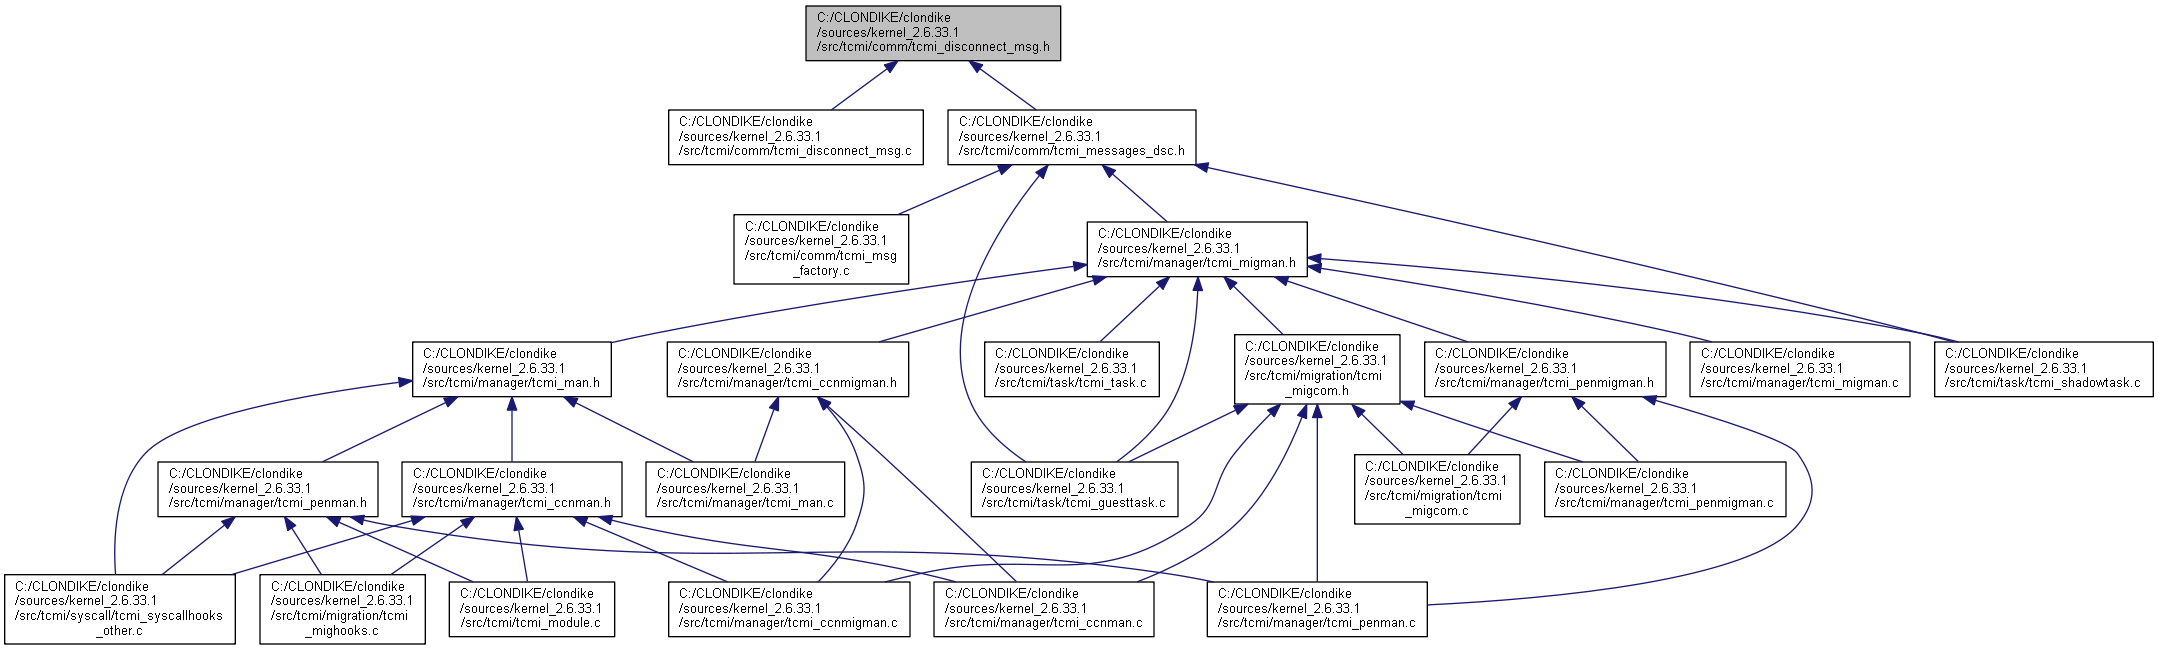 C:/CLONDIKE/clondike
/sources/kernel_2.6.33.1
/src/tcmi/comm/tcmi_disconnect_msg.h
C:/CLONDIKE/clondike
/sources/kernel_2.6.33.1
/src/tcmi/comm/tcmi_disconnect_msg.c
C:/CLONDIKE/clondike
/sources/kernel_2.6.33.1
/src/tcmi/comm/tcmi_messages_dsc.h
C:/CLONDIKE/clondike
/sources/kernel_2.6.33.1
/src/tcmi/comm/tcmi_msg
_factory.c
C:/CLONDIKE/clondike
/sources/kernel_2.6.33.1
/src/tcmi/manager/tcmi_migman.h
C:/CLONDIKE/clondike
/sources/kernel_2.6.33.1
/src/tcmi/manager/tcmi_man.h
C:/CLONDIKE/clondike
/sources/kernel_2.6.33.1
/src/tcmi/manager/tcmi_ccnmigman.h
C:/CLONDIKE/clondike
/sources/kernel_2.6.33.1
/src/tcmi/task/tcmi_task.c
C:/CLONDIKE/clondike
/sources/kernel_2.6.33.1
/src/tcmi/migration/tcmi
_migcom.h
C:/CLONDIKE/clondike
/sources/kernel_2.6.33.1
/src/tcmi/manager/tcmi_penmigman.h
C:/CLONDIKE/clondike
/sources/kernel_2.6.33.1
/src/tcmi/manager/tcmi_migman.c
C:/CLONDIKE/clondike
/sources/kernel_2.6.33.1
/src/tcmi/task/tcmi_shadowtask.c
C:/CLONDIKE/clondike
/sources/kernel_2.6.33.1
/src/tcmi/manager/tcmi_penman.h
C:/CLONDIKE/clondike
/sources/kernel_2.6.33.1
/src/tcmi/manager/tcmi_ccnman.h
C:/CLONDIKE/clondike
/sources/kernel_2.6.33.1
/src/tcmi/manager/tcmi_man.c
C:/CLONDIKE/clondike
/sources/kernel_2.6.33.1
/src/tcmi/task/tcmi_guesttask.c
C:/CLONDIKE/clondike
/sources/kernel_2.6.33.1
/src/tcmi/migration/tcmi
_migcom.c
C:/CLONDIKE/clondike
/sources/kernel_2.6.33.1
/src/tcmi/manager/tcmi_penmigman.c
C:/CLONDIKE/clondike
/sources/kernel_2.6.33.1
/src/tcmi/syscall/tcmi_syscallhooks
_other.c
C:/CLONDIKE/clondike
/sources/kernel_2.6.33.1
/src/tcmi/migration/tcmi
_mighooks.c
C:/CLONDIKE/clondike
/sources/kernel_2.6.33.1
/src/tcmi/tcmi_module.c
C:/CLONDIKE/clondike
/sources/kernel_2.6.33.1
/src/tcmi/manager/tcmi_ccnmigman.c
C:/CLONDIKE/clondike
/sources/kernel_2.6.33.1
/src/tcmi/manager/tcmi_ccnman.c
C:/CLONDIKE/clondike
/sources/kernel_2.6.33.1
/src/tcmi/manager/tcmi_penman.c